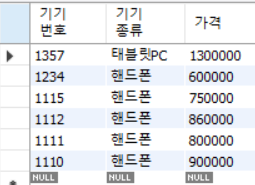 기기 번호 기기 종류 가격
1357 태블릿PC 1300000
1234 핸드폰 600000
1115 핸드폰 750000
1112 핸드폰 860000
1111 핸드폰 800000
1110 핸드폰 900000
NULL NULL NULL